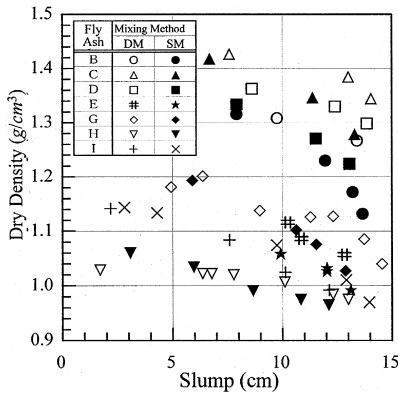 1.5
1.4
1.3
1.2
1.1
1.0
0.9
Dry Density (g/cm³)
Fly Ash Mixing Method
DM SM
B
C
D
E
G
H
I
0 5 10 15
Slump (cm)